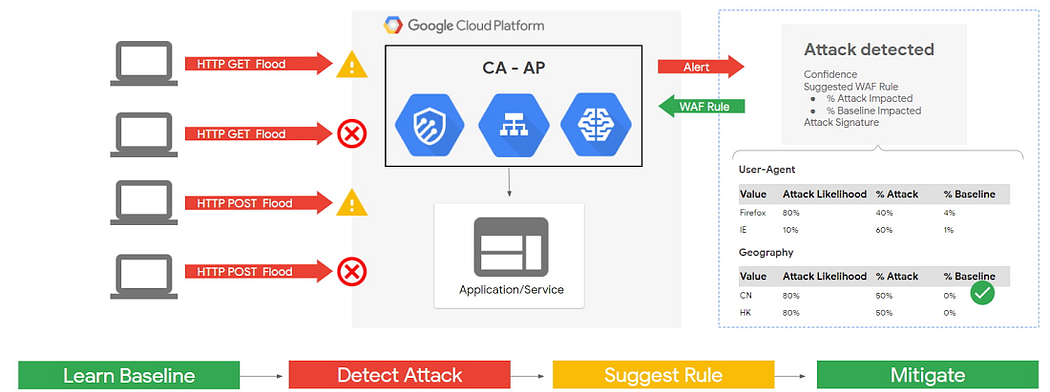 Google Cloud Platform
HTTP GET Flood
HTTP GET Flood
HTTP POST Flood
HTTP POST Flood
CA - AP
Application/Service
Alert
WAF Rule
Attack detected
Confidence
Suggested WAF Rule
● % Attack Impacted
● % Baseline Impacted
Attack Signature
User-Agent
Value Attack Likelihood % Attack % Baseline
Firefox 80% 40% 4%
IE 10% 60% 1%
Geography
Value Attack Likelihood % Attack % Baseline
CN 80% 50% 0%
HK 80% 50% 0%
Learn Baseline
Detect Attack
Suggest Rule
Mitigate